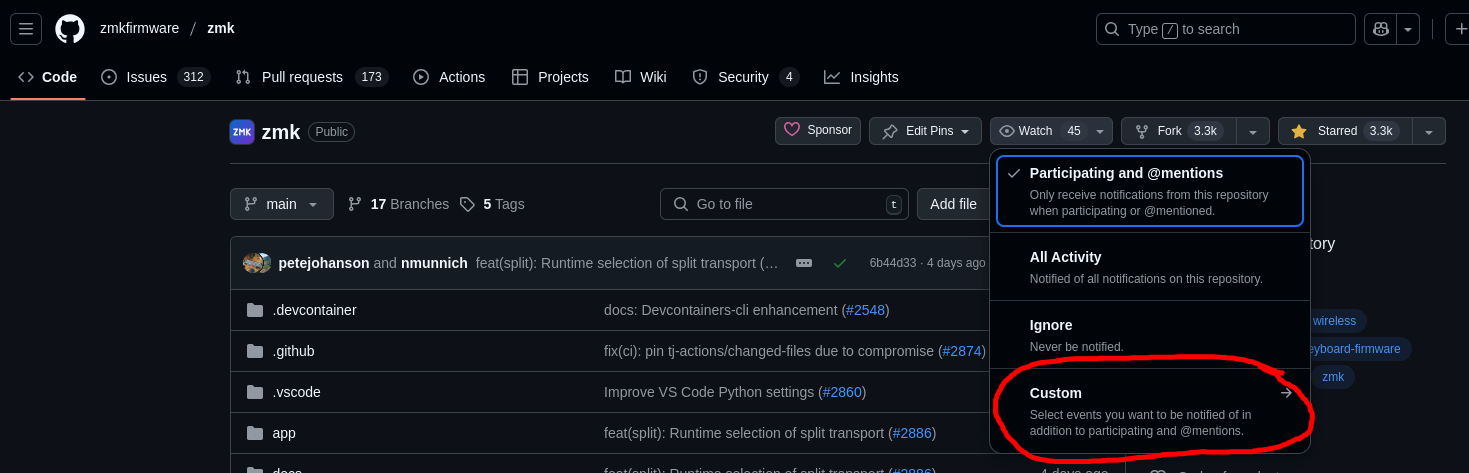 zmkfirmware / zmk
Type / to search
Code
Issues 312
Pull requests 173
Actions
Projects
Wiki
Security 4
Insights
ZMK
zmk Public
Sponsor
Edit Pins
Watch 45
Fork 3.3k
Starred 3.3k
main
17 Branches
5 Tags
Go to file t
Add file
petejohanson and nmunnich feat(split): Runtime selection of split transport (…
6b44d33 · 4 days ago
.devcontainer
docs: Devcontainers-cli enhancement (#2548)
.github
fix(ci): pin tj-actions/changed-files due to compromise (#2874)
.vscode
Improve VS Code Python settings (#2860)
app
feat(split): Runtime selection of split transport (#2886)
docs
feat(split): Runtime selection of split transport (#2886)
4 days ago
Participating and @mentions
Only receive notifications from this repository
when participating or @mentioned.
All Activity
Notified of all notifications on this repository.
Ignore
Never be notified.
Custom
Select events you want to be notified of in
addition to participating and @mentions.
tory
wireless
eyboard-firmware
zmk